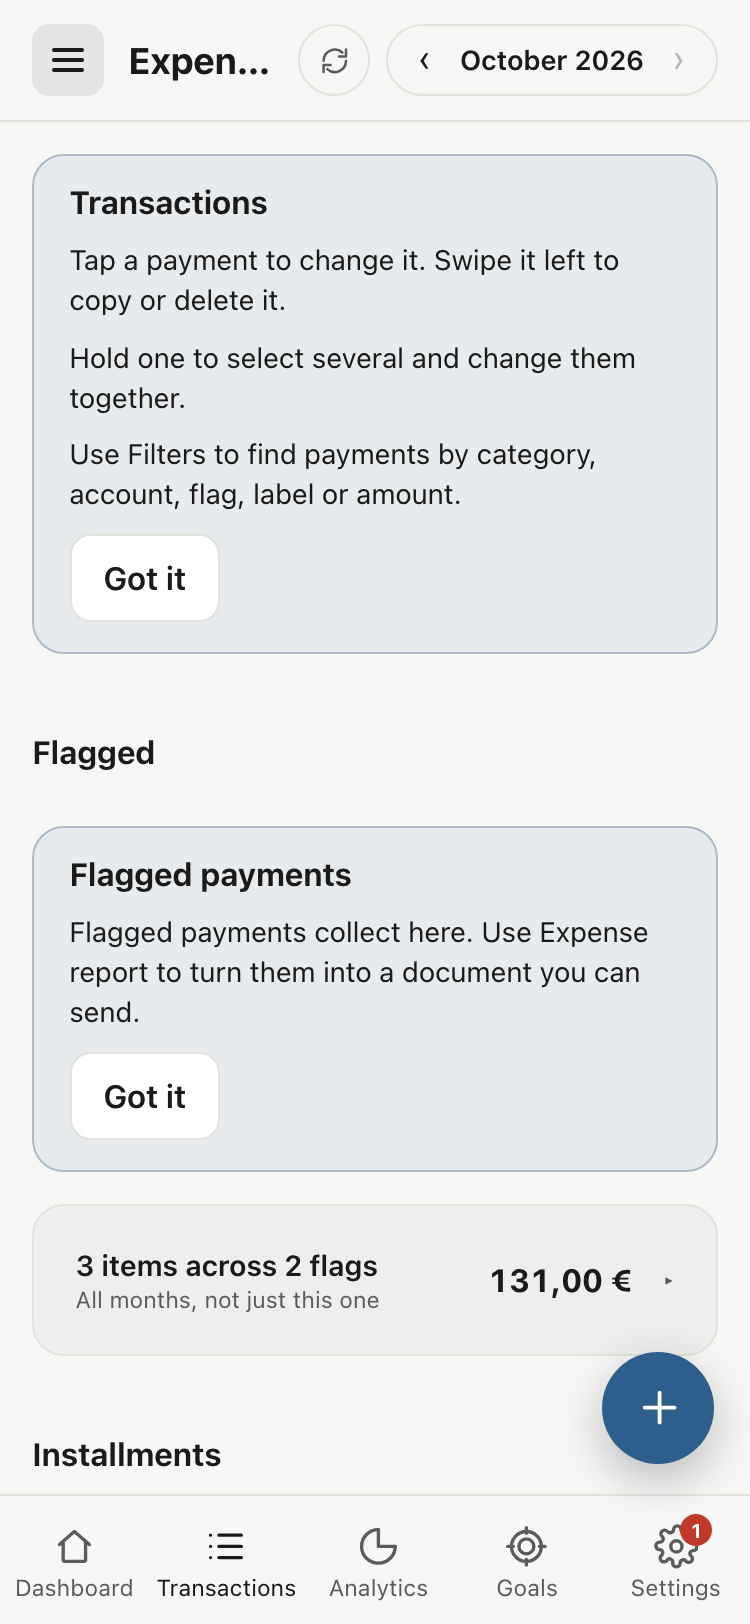 Expen...
October 2026
Transactions
Tap a payment to change it. Swipe it left to
copy or delete it.
Hold one to select several and change them
together.
Use Filters to find payments by category,
account, flag, label or amount.
Got it
Flagged
Flagged payments
Flagged payments collect here. Use Expense
report to turn them into a document you can
send.
Got it
3 items across 2 flags
131,00 €
All months, not just this one
Installments
1
Dashboard
Transactions
Analytics
Goals
Settings